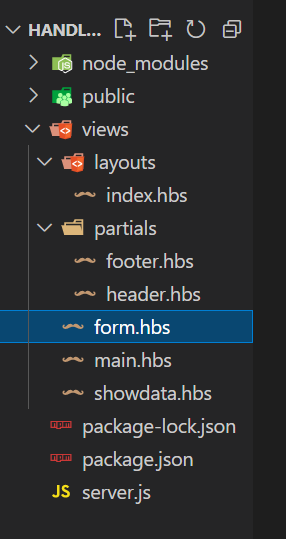 HANDL...
node_modules
public
views
layouts
index.hbs
partials
footer.hbs
header.hbs
form.hbs
main.hbs
showdata.hbs
package-lock.json
package.json
JS server.js